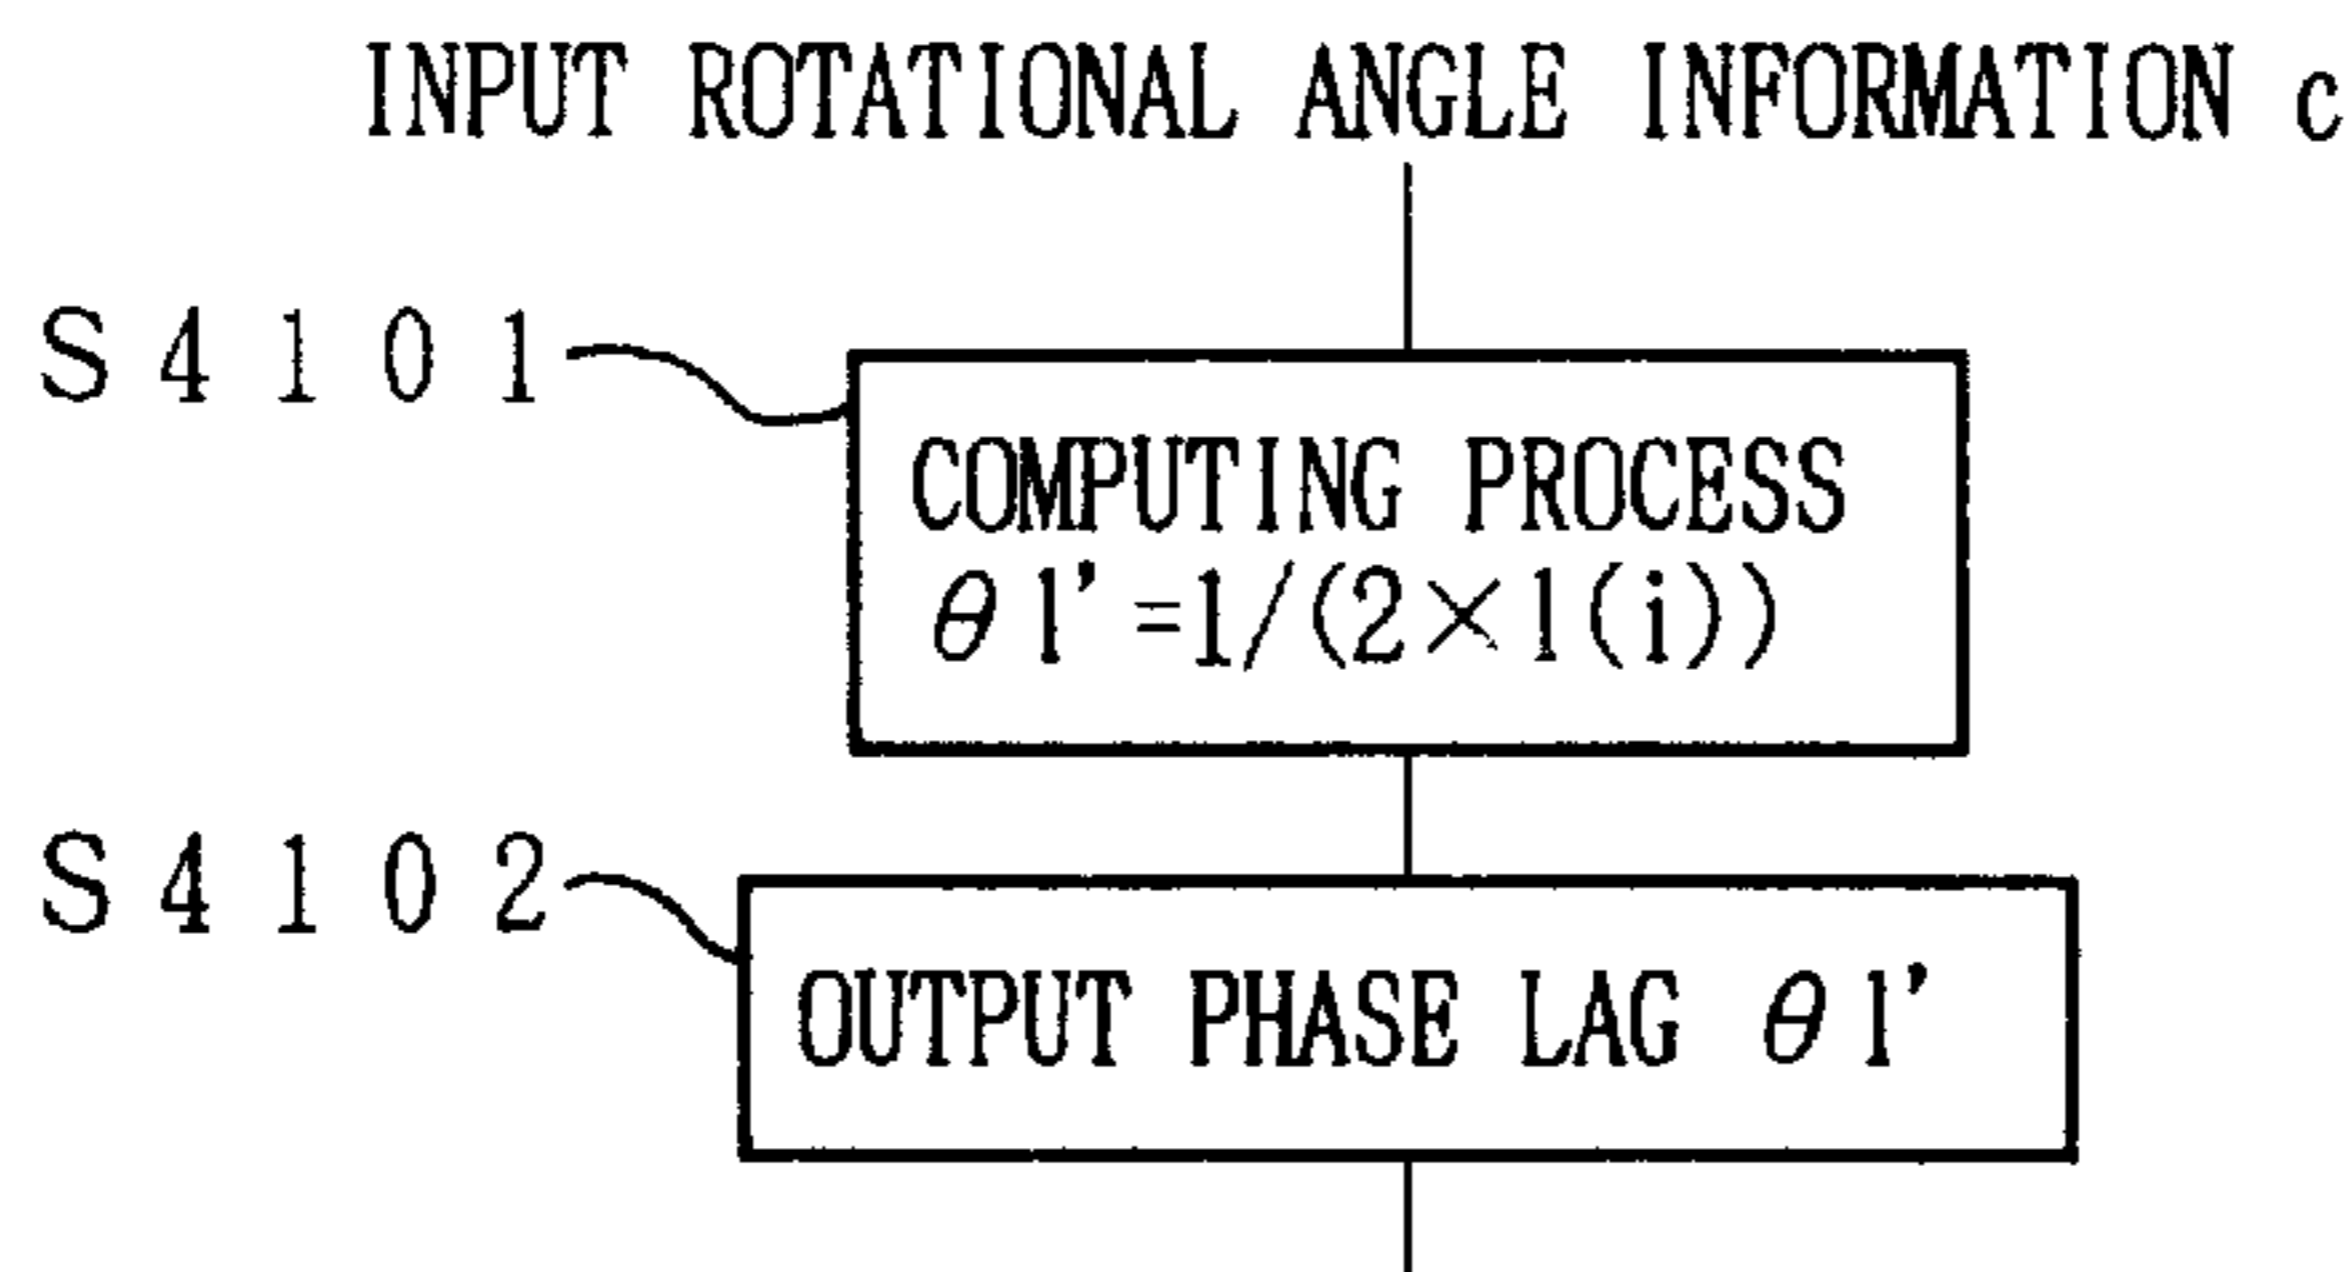 INPUT ROTATIONAL ANGLE INFORMATION c
S4101
COMPUTING PROCESS
θ1'=1/(2×1(i))
S4102
OUTPUT PHASE LAG θ1'